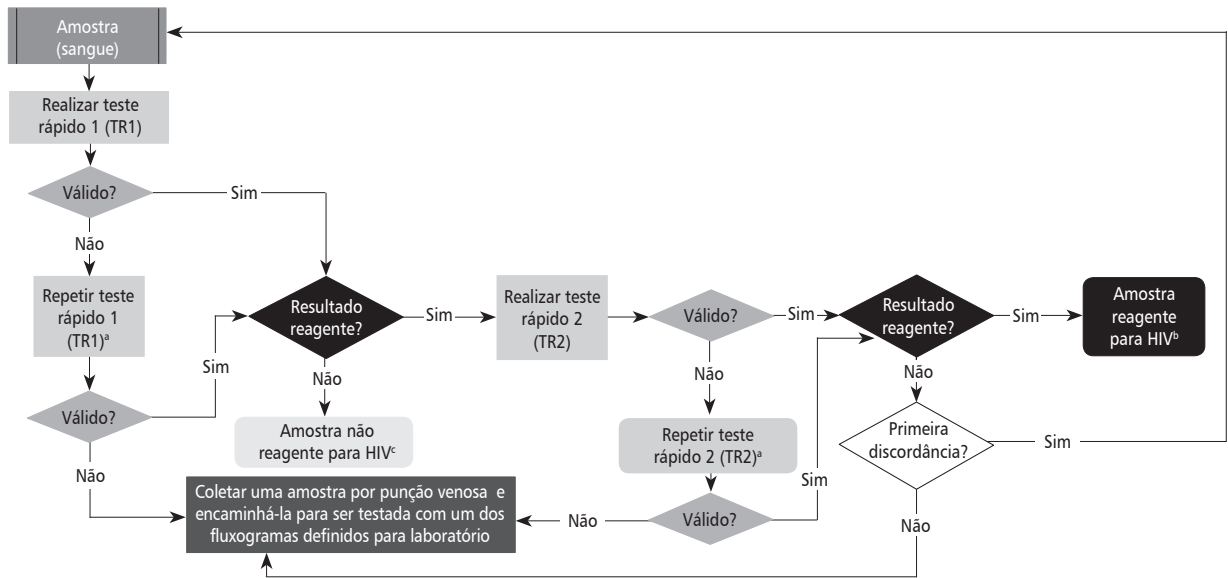 Amostra
(sangue)
Realizar teste
rápido 1 (TR1)
Válido?
Sim
Não
Repetir teste
rápido 1
(TR1)ᵃ
Válido?
Sim
Não
Resultado
reagente?
Sim
Não
Amostra não
reagente para HIVᶜ
Realizar teste
rápido 2
(TR2)
Válido?
Sim
Não
Repetir teste
rápido 2 (TR2)ᵃ
Válido?
Sim
Não
Resultado
reagente?
Sim
Não
Amostra
reagente
para HIVᵇ
Primeira
discordância?
Sim
Não
Coletar uma amostra por punção venosa e
encaminhá-la para ser testada com um dos
fluxogramas definidos para laboratório